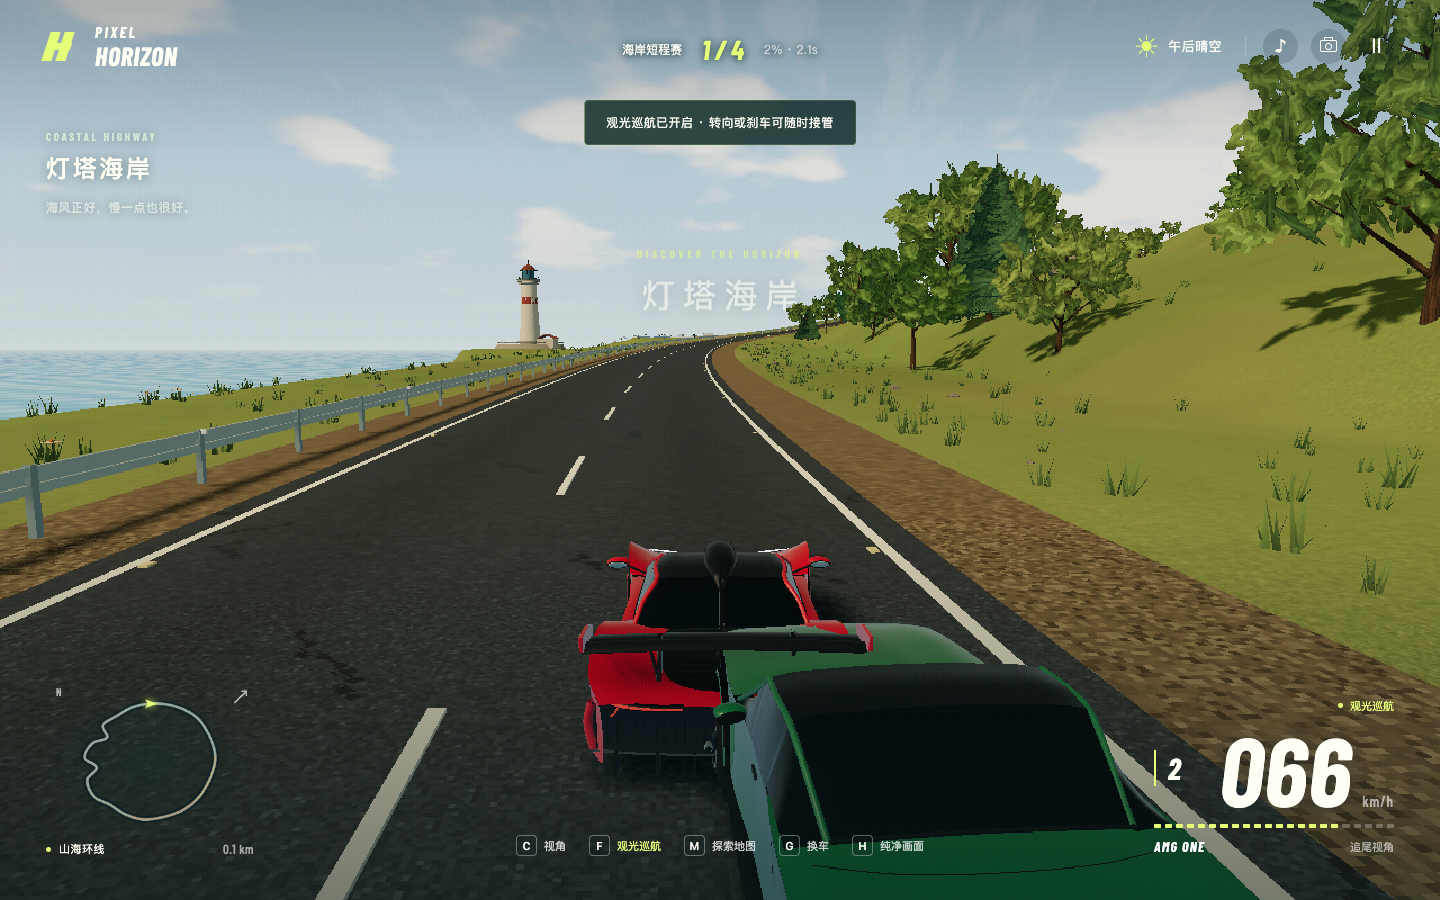 H PIXEL
HORIZON
海岸短程赛 1/4 2% · 2.1s
午后晴空
观光巡航已开启 · 转向或刹车可随时接管
COASTAL HIGHWAY
灯塔海岸
海风正好，慢一点也很好。
DISCOVER THE HORIZON
灯塔海岸
N
山海环线 0.1 km
C 视角 F 观光巡航 M 探索地图 G 换车 H 纯净画面
观光巡航
2 066 km/h
AMG ONE 追尾视角